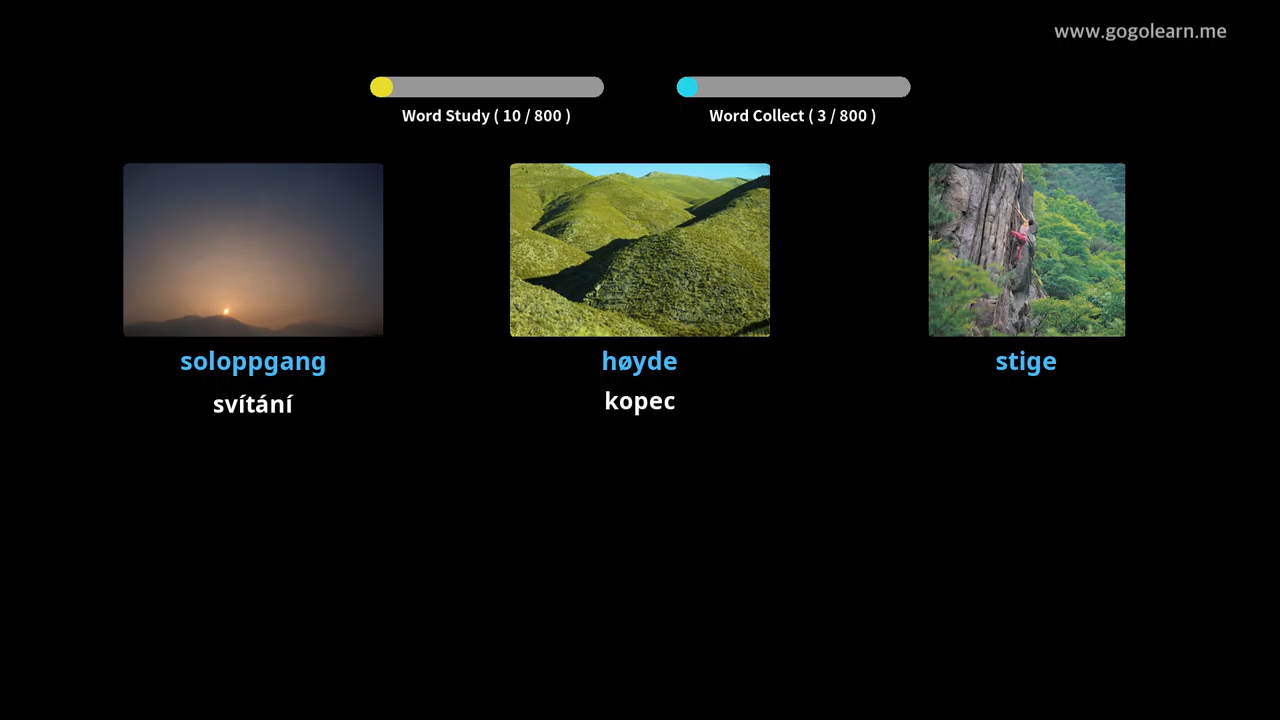 www.gogolearn.me
Word Study ( 10 / 800 )
Word Collect ( 3 / 800 )
soloppgang
høyde
stige
svítání
kopec